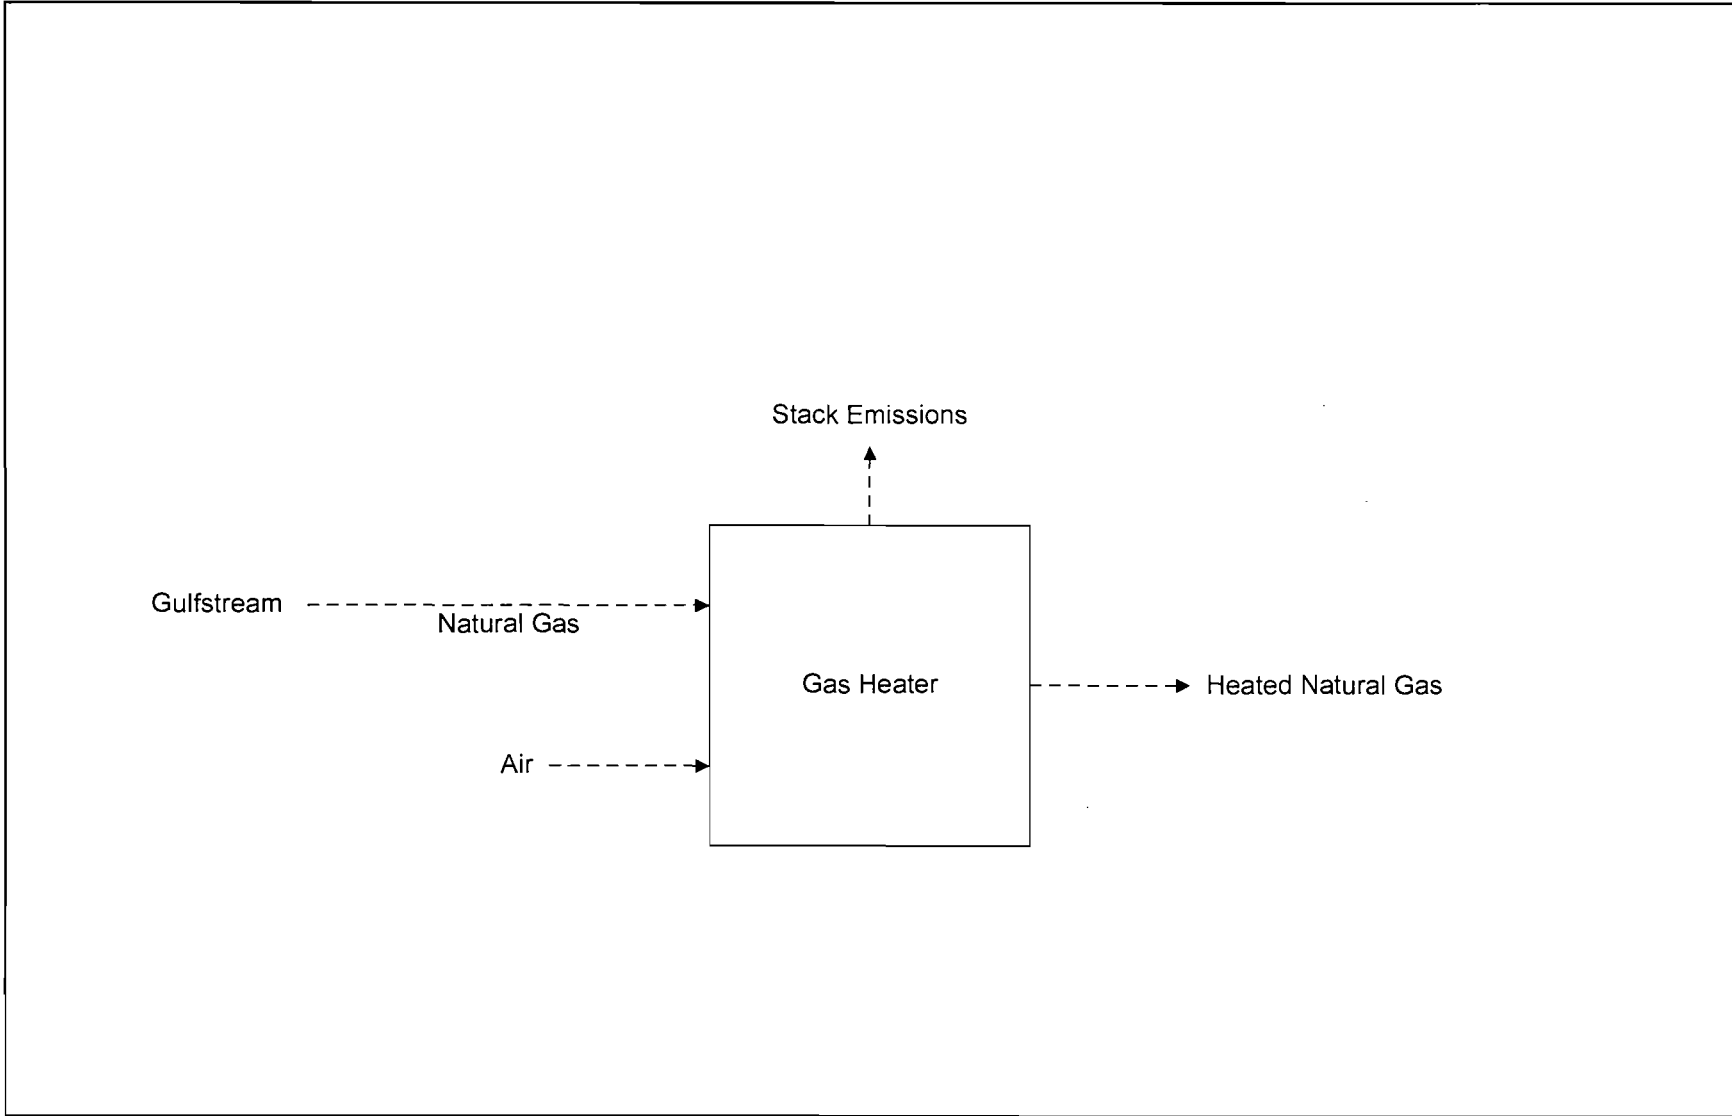 Stack Emissions
Gulfstream
Natural Gas
Gas Heater
Heated Natural Gas
Air